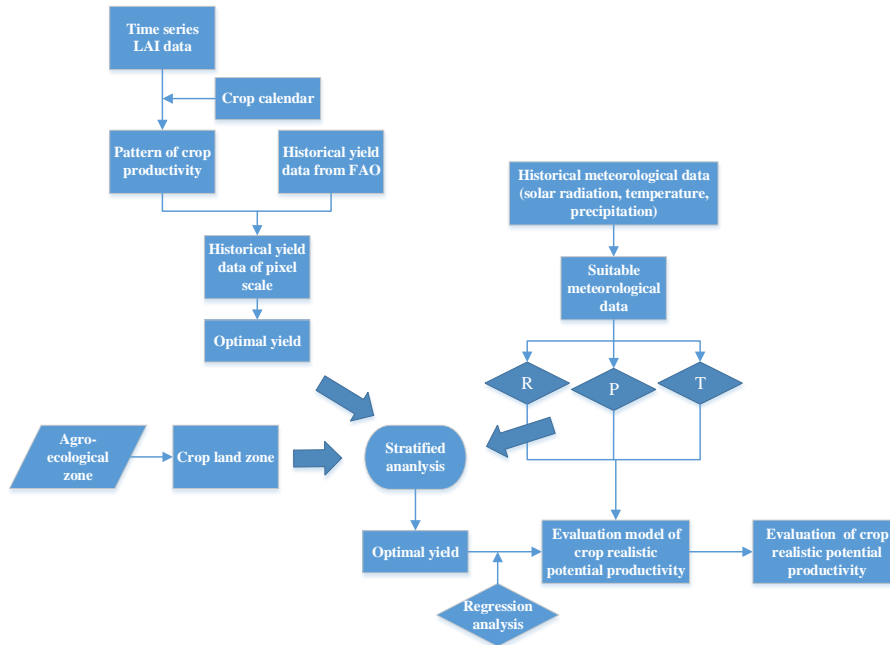 Time series
LAI data
Crop calendar
Pattern of crop
productivity
Historical yield
data from FAO
Historical yield
data of pixel
scale
Optimal yield
Historical meteorological data
(solar radiation, temperature,
precipitation)
Suitable
meteorological
data
R
P
T
Agro-
ecological
zone
Crop land zone
Stratified
ananlysis
Optimal yield
Regression
analysis
Evaluation model of
crop realistic
potential productivity
Evaluation of crop
realistic potential
productivity